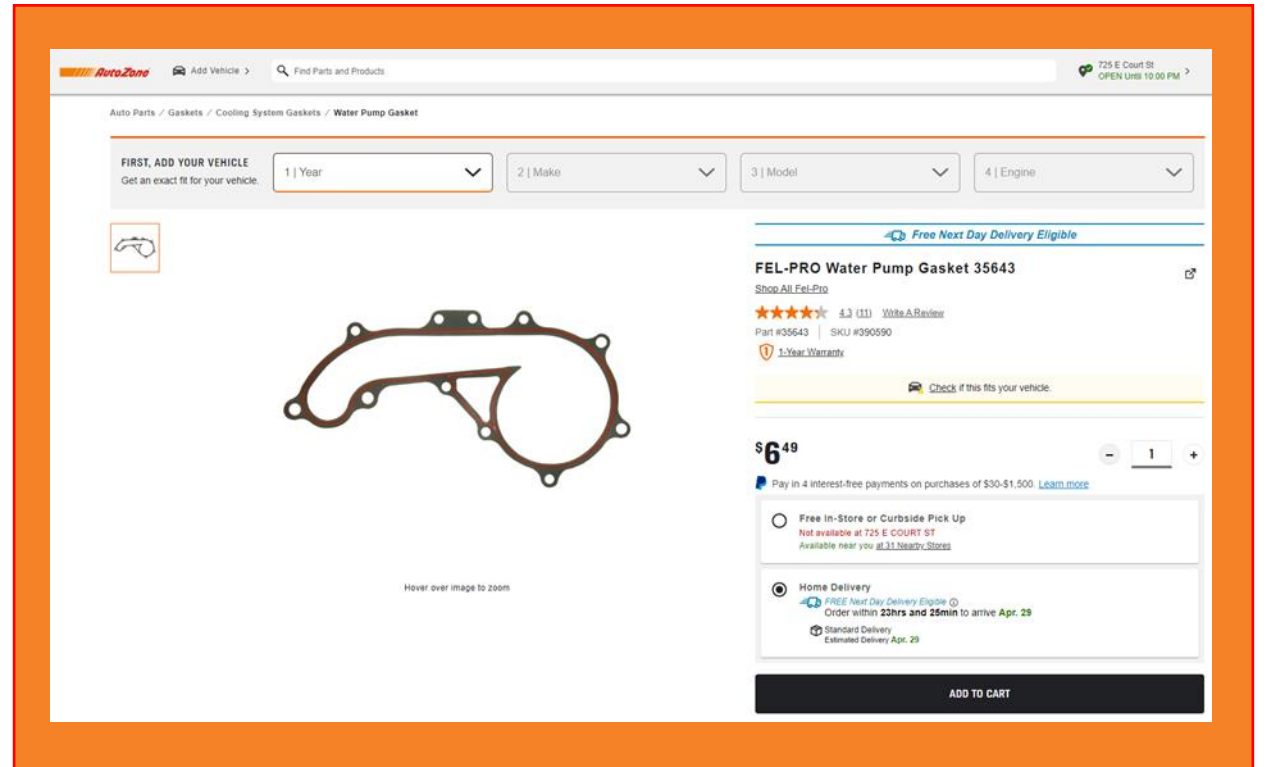 AutoZone
Add Vehicle >
Find Parts and Products
725 E Court St
OPEN Until 10:00 PM >
Auto Parts / Gaskets / Cooling System Gaskets / Water Pump Gasket
FIRST, ADD YOUR VEHICLE
Get an exact fit for your vehicle.
1 | Year
2 | Make
3 | Model
4 | Engine
Free Next Day Delivery Eligible
FEL-PRO Water Pump Gasket 35643
Shop All Fel-Pro
4.3 (11) Write A Review
Part #35643 | SKU #390590
1-Year Warranty
Check if this fits your vehicle.
$6 49
- 1 +
Pay in 4 interest-free payments on purchases of $30-$1,500. Learn more
Free In-Store or Curbside Pick Up
Not available at 725 E COURT ST
Available near you at 31 Nearby Stores
Hover over image to zoom
Home Delivery
FREE Next Day Delivery Eligible
Order within 23hrs and 25min to arrive Apr. 29
Standard Delivery
Estimated Delivery Apr. 29
ADD TO CART